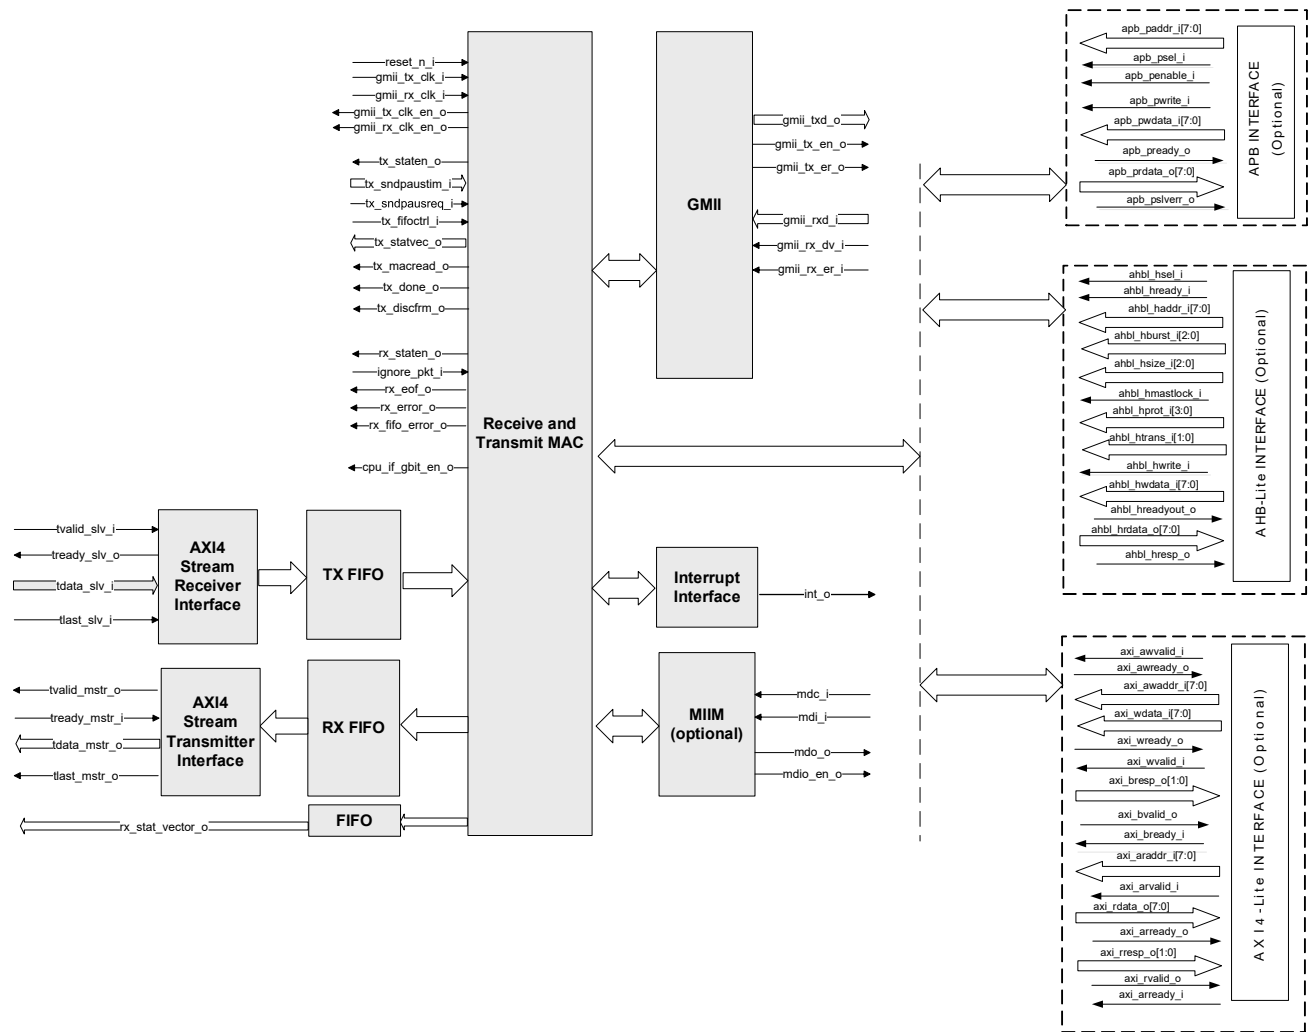 reset_n_i
gmii_tx_clk_i
gmii_rx_clk_i
gmii_tx_clk_en_o
gmii_rx_clk_en_o
tx_staten_o
tx_sndpaustim_i
tx_sndpausreq_i
tx_fifoctrl_i
tx_statvec_o
tx_macread_o
tx_done_o
tx_discfrm_o
rx_staten_o
ignore_pkt_i
rx_eof_o
rx_error_o
rx_fifo_error_o
cpu_if_gbit_en_o
Receive and
Transmit MAC
GMII
gmii_txd_o
gmii_tx_en_o
gmii_tx_er_o
gmii_rxd_i
gmii_rx_dv_i
gmii_rx_er_i
tvalid_slv_i
tready_slv_o
tdata_slv_i
tlast_slv_i
AXI4
Stream
Receiver
Interface
TX FIFO
tvalid_mstr_o
tready_mstr_i
tdata_mstr_o
tlast_mstr_o
AXI4
Stream
Transmitter
Interface
RX FIFO
rx_stat_vector_o
FIFO
Interrupt
Interface
int_o
MIIM
(optional)
mdc_i
mdi_i
mdo_o
mdio_en_o
apb_paddr_i[7:0]
apb_psel_i
apb_penable_i
apb_pwrite_i
apb_pwdata_i[7:0]
apb_pready_o
apb_prdata_o[7:0]
apb_pslverr_o
APB INTERFACE
(Optional)
ahbl_hsel_i
ahbl_hready_i
ahbl_haddr_i[7:0]
ahbl_hburst_i[2:0]
ahbl_hsize_i[2:0]
ahbl_hmastlock_i
ahbl_hprot_i[3:0]
ahbl_htrans_i[1:0]
ahbl_hwrite_i
ahbl_hwdata_i[7:0]
ahbl_hreadyout_o
ahbl_hrdata_o[7:0]
ahbl_hresp_o
AHB-Lite INTERFACE (Optional)
axi_awvalid_i
axi_awready_o
axi_awaddr_i[7:0]
axi_wdata_i[7:0]
axi_wready_o
axi_wvalid_i
axi_bresp_o[1:0]
axi_bvalid_o
axi_bready_i
axi_araddr_i[7:0]
axi_arvalid_i
axi_rdata_o[7:0]
axi_arready_o
axi_rresp_o[1:0]
axi_rvalid_o
axi_arready_i
AXI4-Lite INTERFACE (Optional)